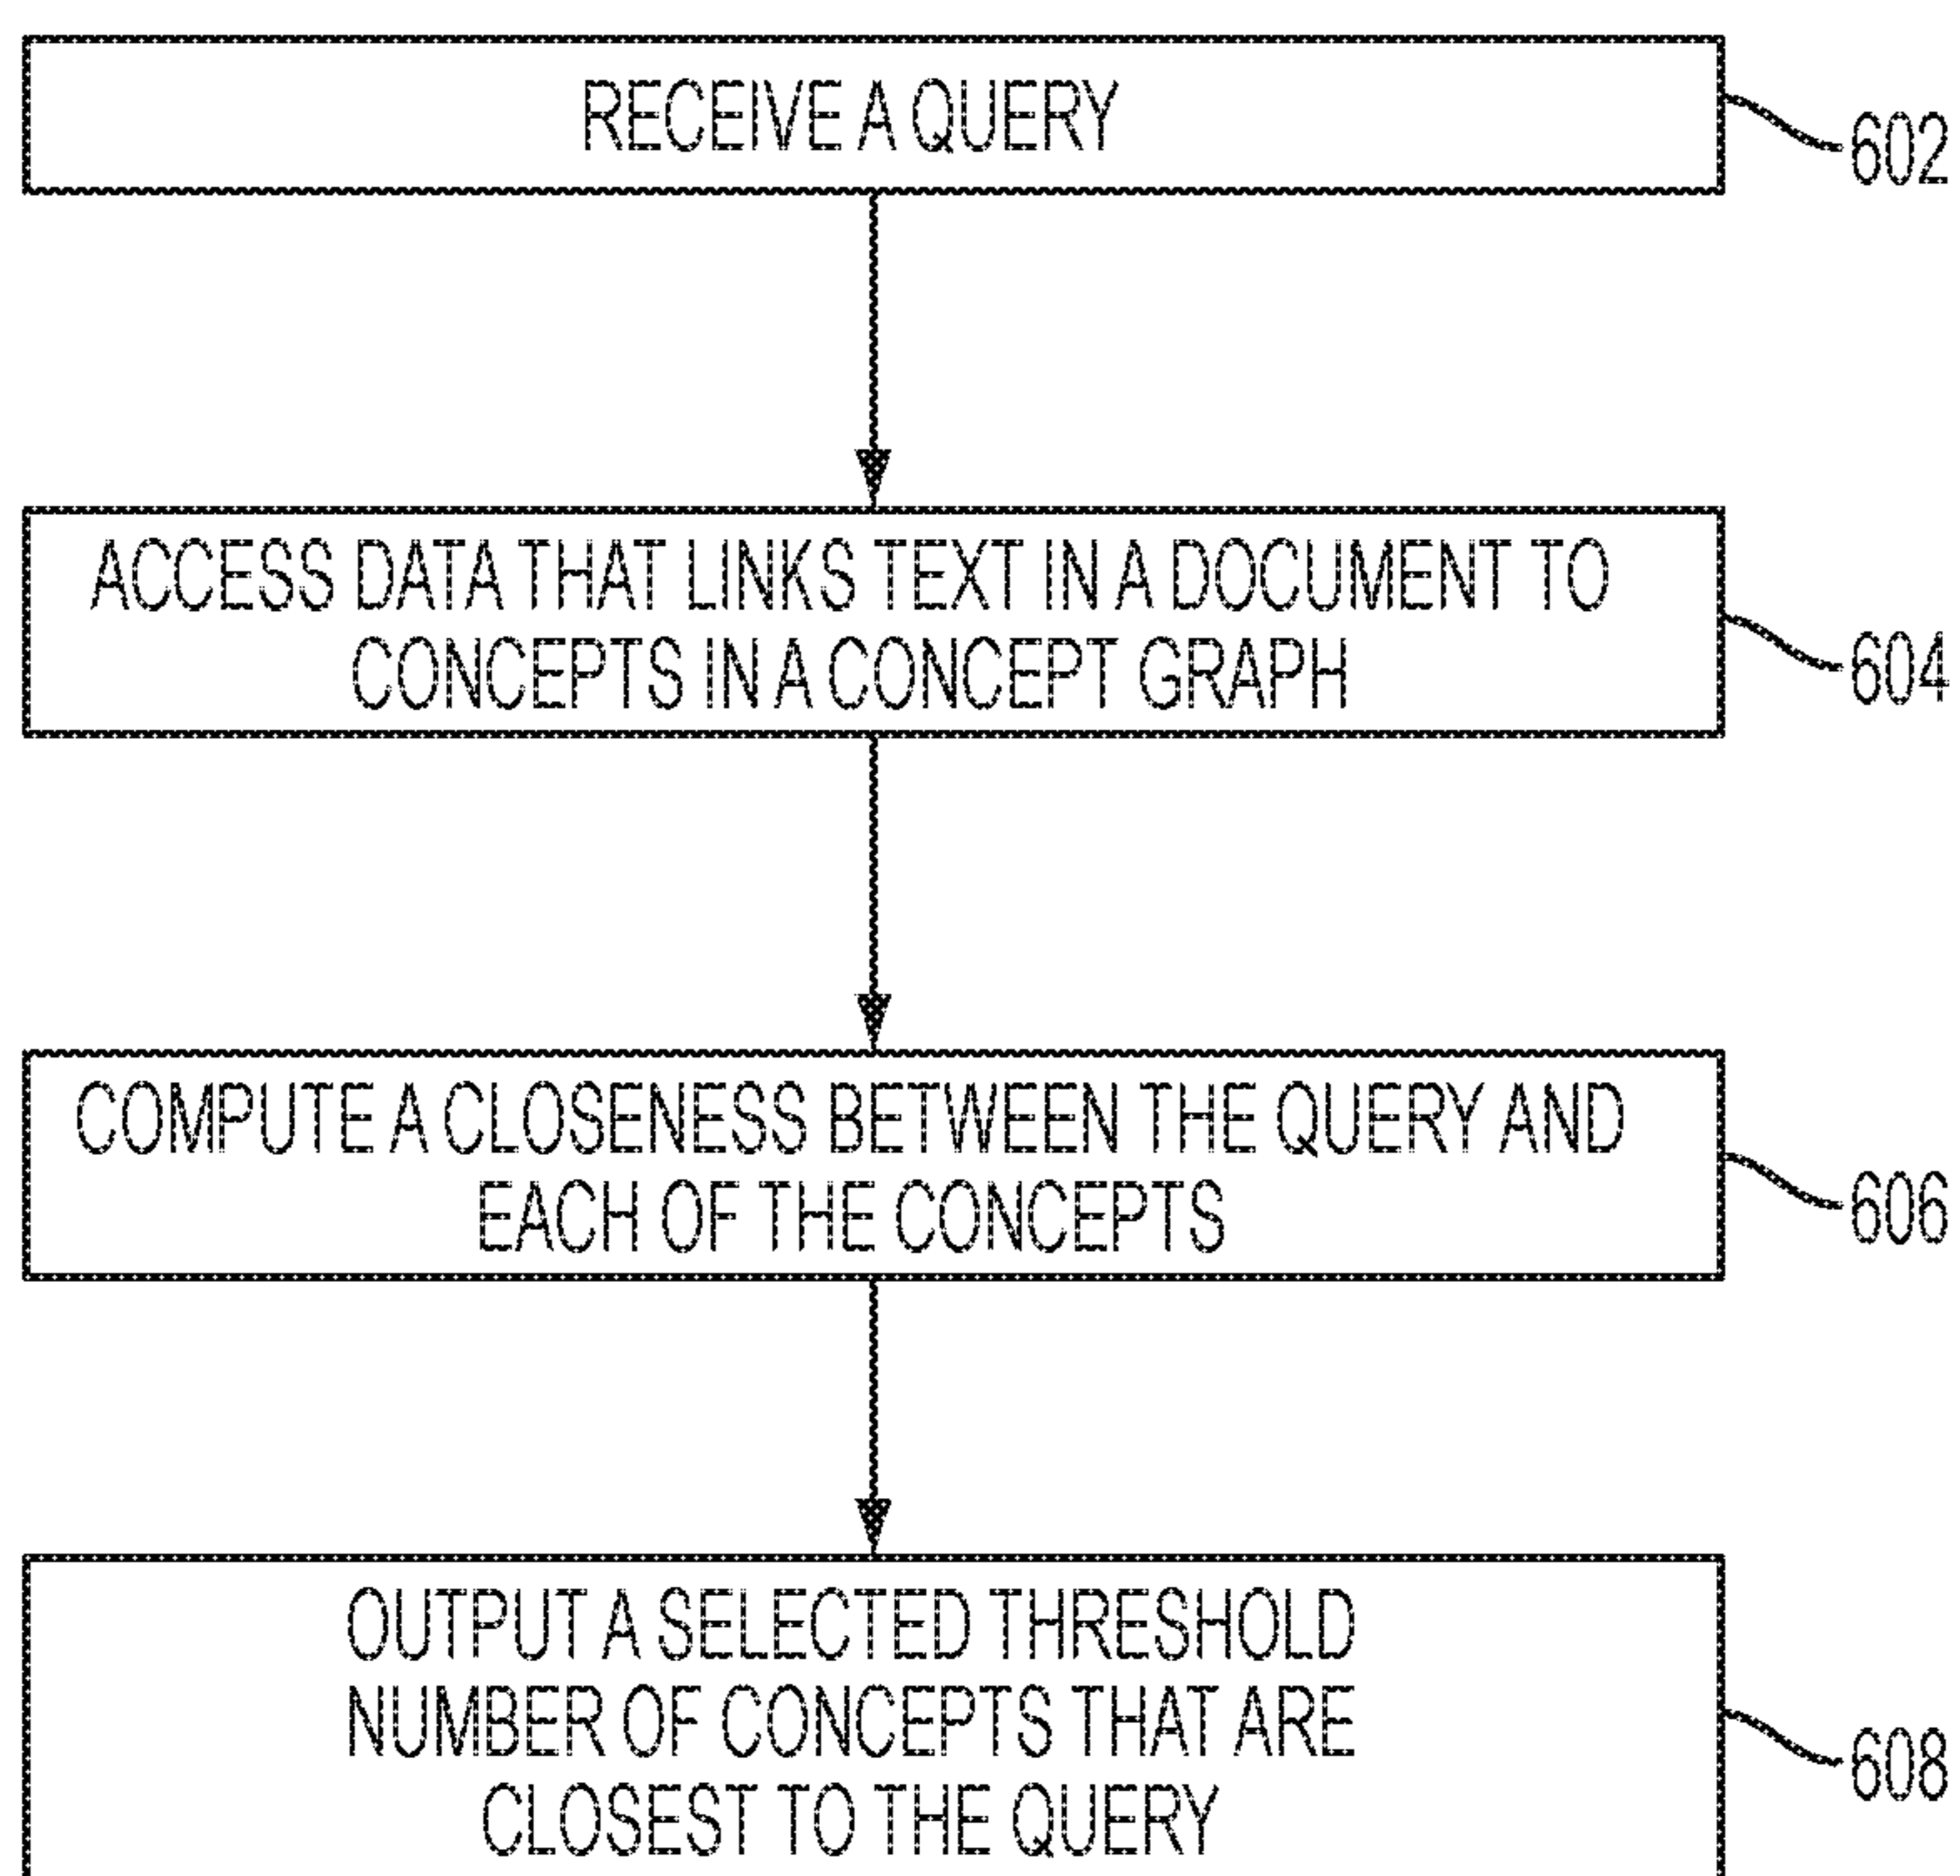 RECEIVE A QUERY
602
ACCESS DATA THAT LINKS TEXT IN A DOCUMENT TO
CONCEPTS IN A CONCEPT GRAPH
604
COMPUTE A CLOSENESS BETWEEN THE QUERY AND
EACH OF THE CONCEPTS
606
OUTPUT A SELECTED THRESHOLD
NUMBER OF CONCEPTS THAT ARE
CLOSEST TO THE QUERY
608